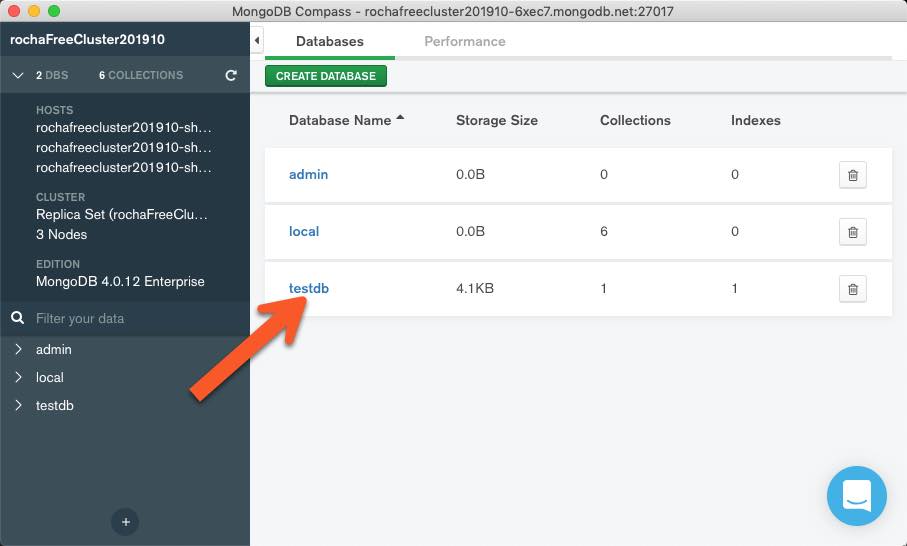 MongoDB Compass - rochafreecluster201910-6xec7.mongodb.net:27017
rochaFreeCluster201910
2 DBS 6 COLLECTIONS
HOSTS
rochafreecluster201910-sh...
rochafreecluster201910-sh...
rochafreecluster201910-sh...
CLUSTER
Replica Set (rochaFreeClu...
3 Nodes
EDITION
MongoDB 4.0.12 Enterprise
Filter your data
admin
local
testdb
Databases Performance
CREATE DATABASE
Database Name Storage Size Collections Indexes
admin 0.0B 0 0
local 0.0B 6 0
testdb 4.1KB 1 1